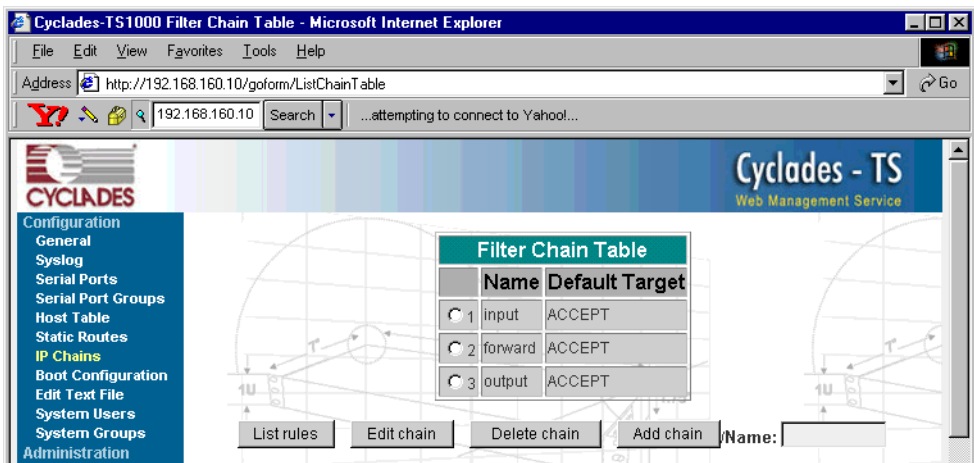 Cyclades-TS1000 Filter Chain Table - Microsoft Internet Explorer
File Edit View Favorites Tools Help
Address http://192.168.160.10/goform/ListChainTable Go
Y! 192.168.160.10 Search ...attempting to connect to Yahoo!...
CYCLADES
Cyclades - TS
Web Management Service
Configuration
General
Syslog
Serial Ports
Serial Port Groups
Host Table
Static Routes
IP Chains
Boot Configuration
Edit Text File
System Users
System Groups
Administration
Filter Chain Table
Name Default Target
1 input ACCEPT
2 forward ACCEPT
3 output ACCEPT
List rules Edit chain Delete chain Add chain /Name:
T
1U
T
1U